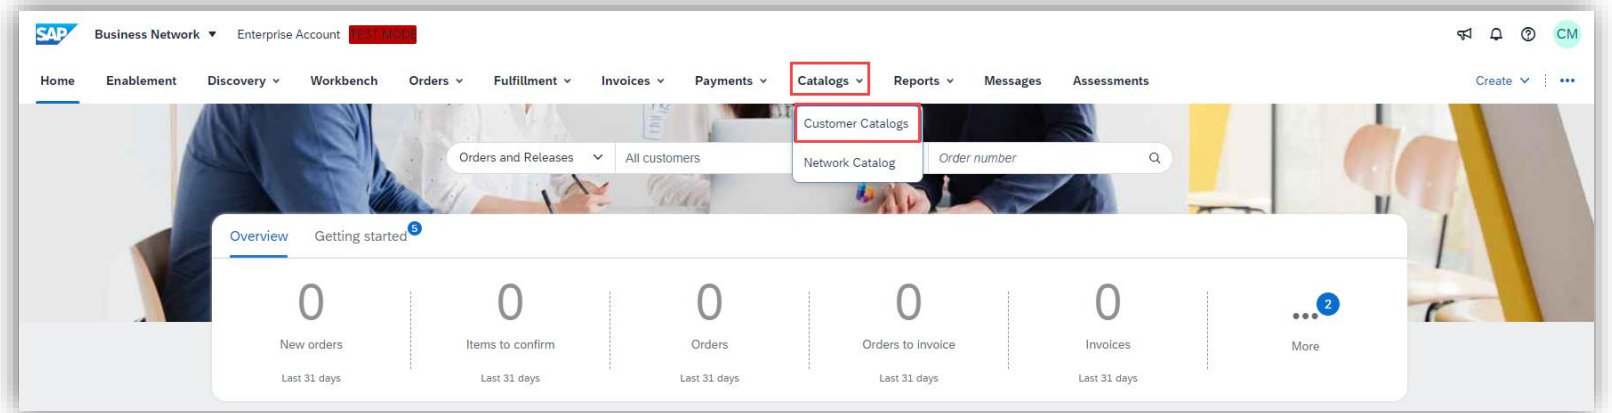 SAP Business Network Enterprise Account TEST MODE CM
Home Enablement Discovery Workbench Orders Fulfillment Invoices Payments Catalogs Reports Messages Assessments Create
Customer Catalogs
Network Catalog
Orders and Releases All customers Order number
Overview Getting started 5
0 0 0 0 0 ... 2
New orders Items to confirm Orders Orders to invoice Invoices More
Last 31 days Last 31 days Last 31 days Last 31 days Last 31 days